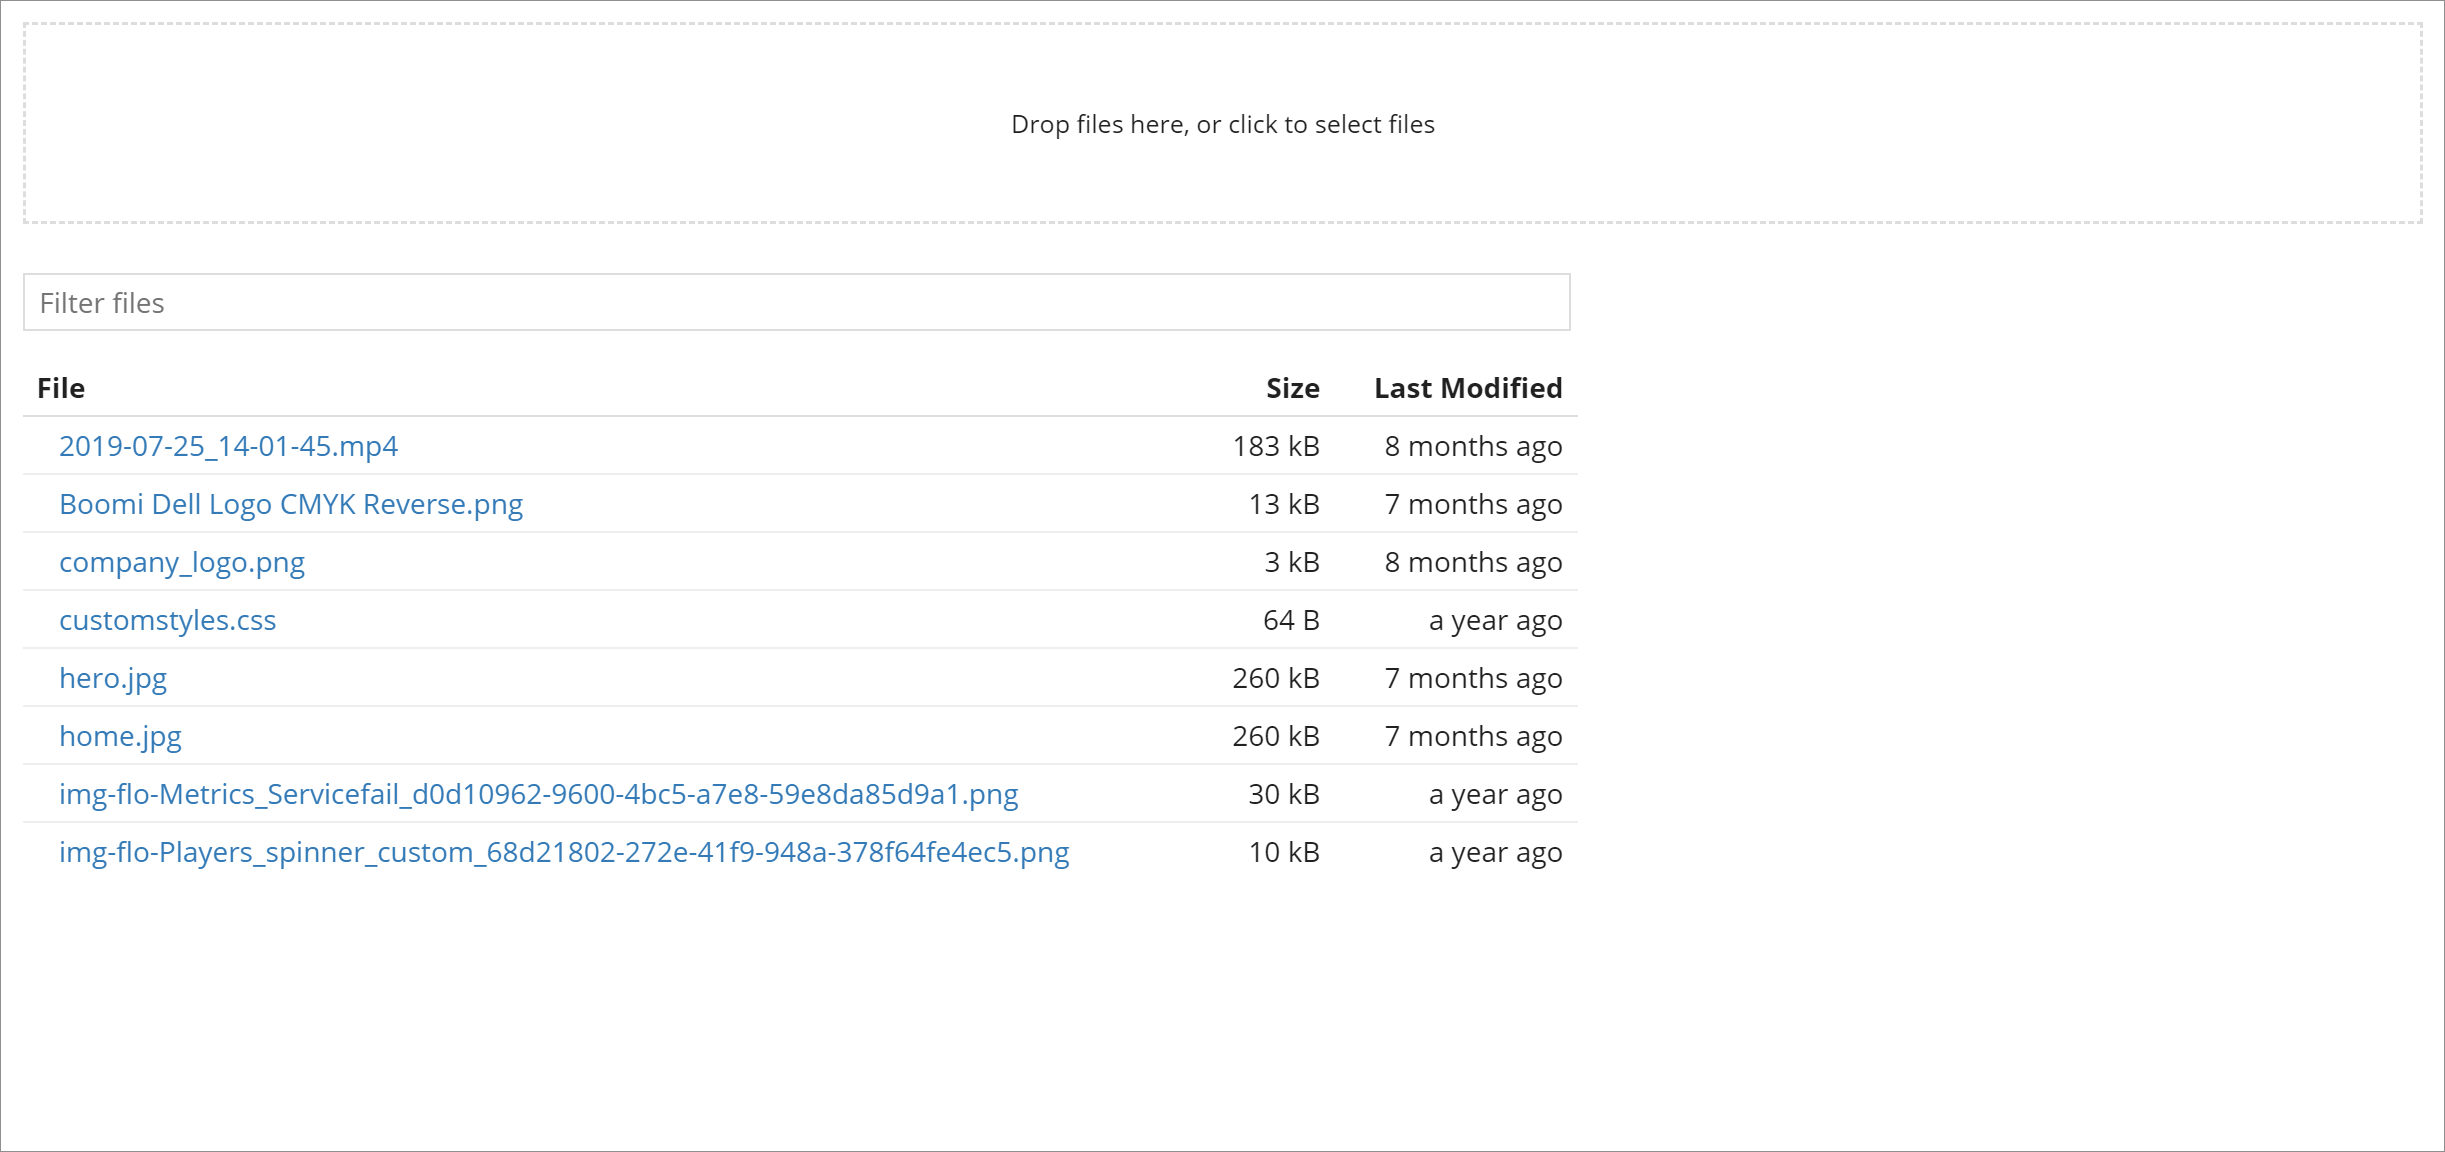 Drop files here, or click to select files
Filter files
File Size Last Modified
2019-07-25_14-01-45.mp4 183 kB 8 months ago
Boomi Dell Logo CMYK Reverse.png 13 kB 7 months ago
company_logo.png 3 kB 8 months ago
customstyles.css 64 B a year ago
hero.jpg 260 kB 7 months ago
home.jpg 260 kB 7 months ago
img-flo-Metrics_Servicefail_d0d10962-9600-4bc5-a7e8-59e8da85d9a1.png 30 kB a year ago
img-flo-Players_spinner_custom_68d21802-272e-41f9-948a-378f64fe4ec5.png 10 kB a year ago